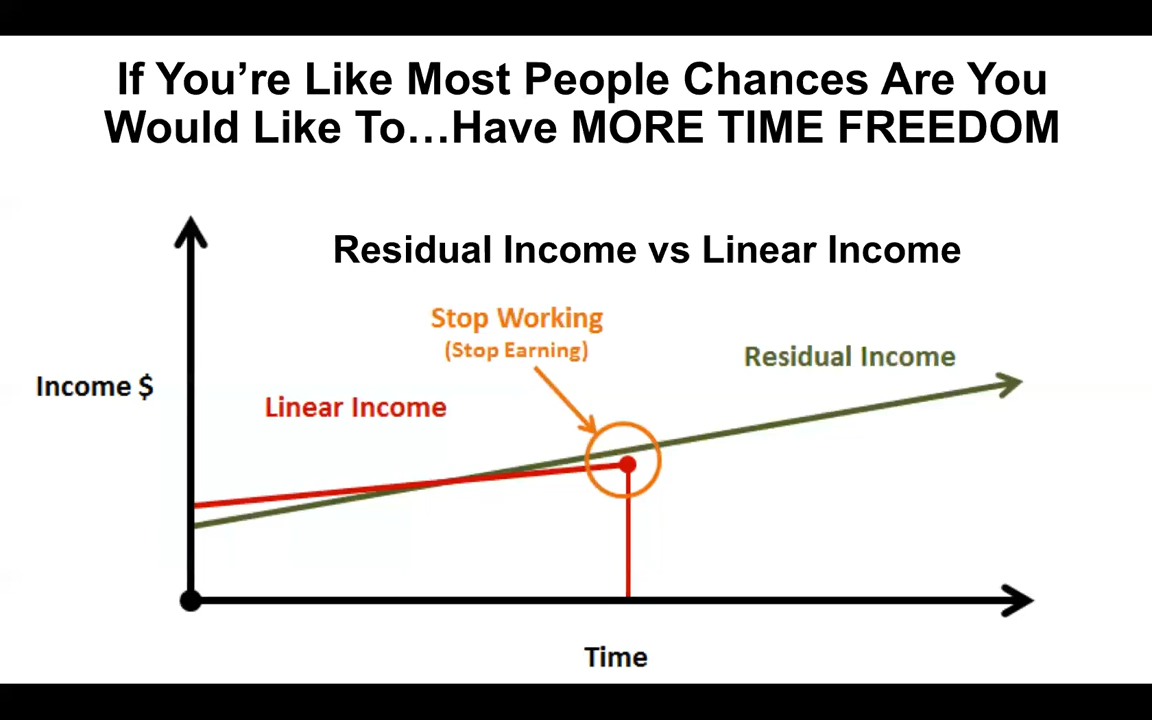 If You’re Like Most People Chances Are You
Would Like To…Have MORE TIME FREEDOM
Residual Income vs Linear Income
Stop Working
(Stop Earning)
Residual Income
Income $
Linear Income
Time